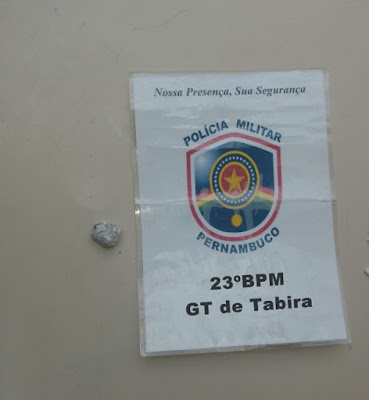 Nossa Presença, Sua Segurança
POLÍCIA MILITAR
PERNAMBUCO
23ºBPM
GT de Tabira